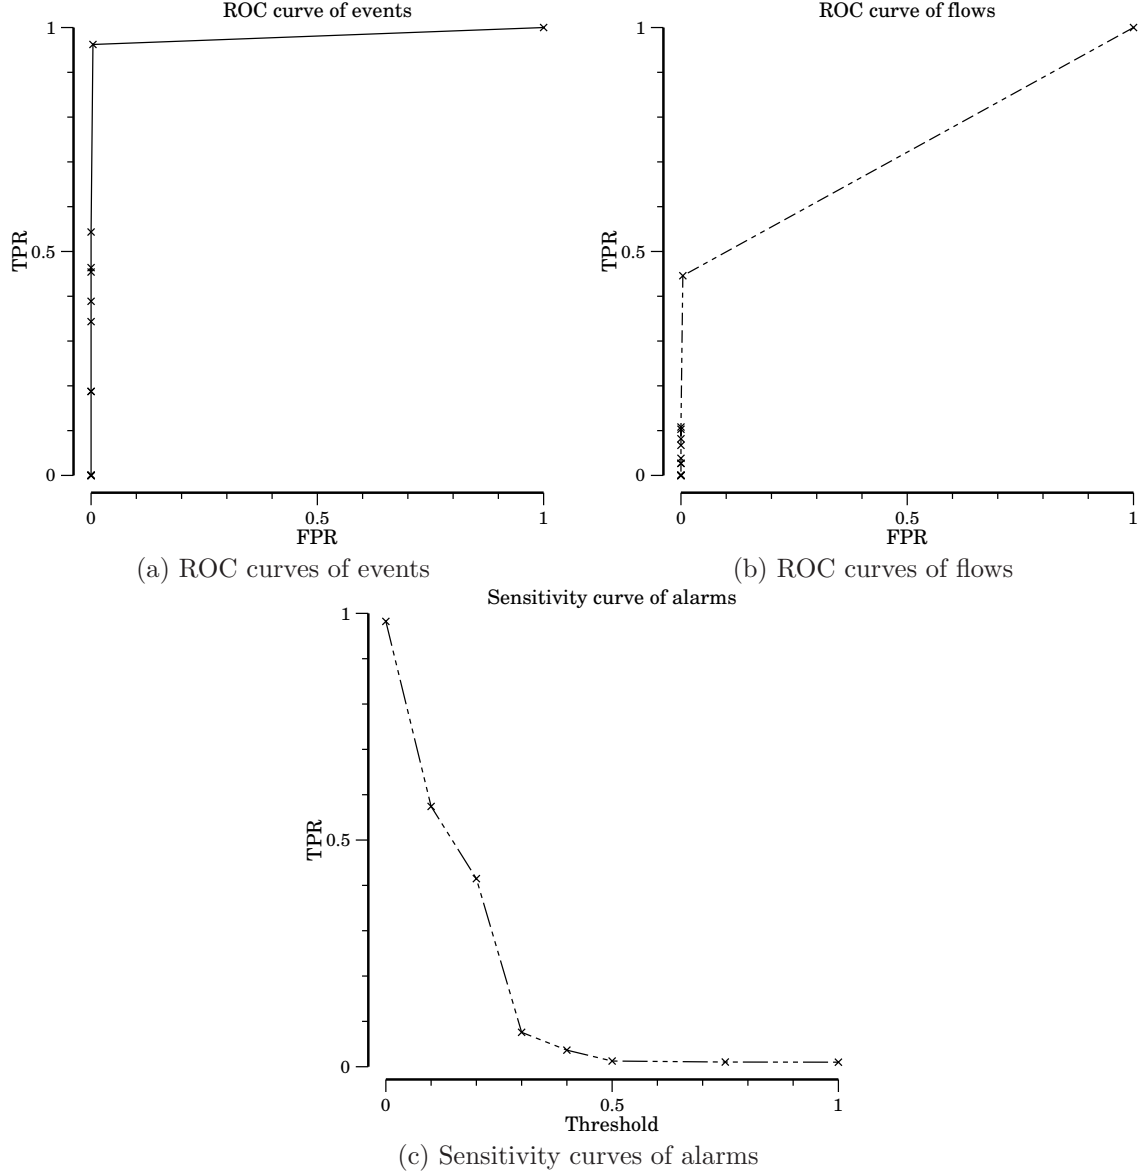 ROC curve of events
1
TPR
0.5
0
0
0.5
1
FPR
(a) ROC curves of events
ROC curve of flows
1
TPR
0.5
0
0
0.5
1
FPR
(b) ROC curves of flows
Sensitivity curve of alarms
1
TPR
0.5
0
0
0.5
1
Threshold
(c) Sensitivity curves of alarms